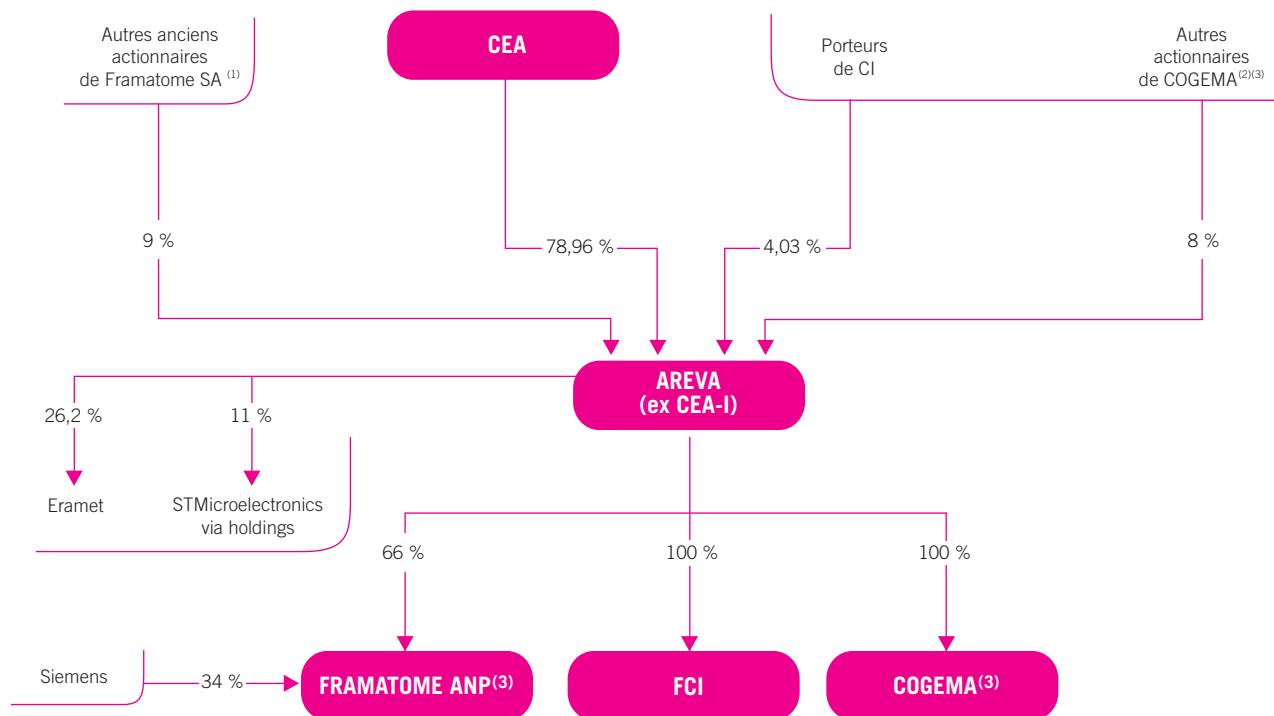 Autres anciens
actionnaires
de Framatome SA (1)
CEA
Porteurs
de CI
Autres
actionnaires
de COGEMA(2)(3)
9 %
78,96 %
4,03 %
8 %
AREVA
(ex CEA-I)
26,2 %
11 %
Eramet
STMicroelectronics
via holdings
66 %
100 %
100 %
Siemens
34 %
FRAMATOME ANP(3)
FCI
COGEMA(3)